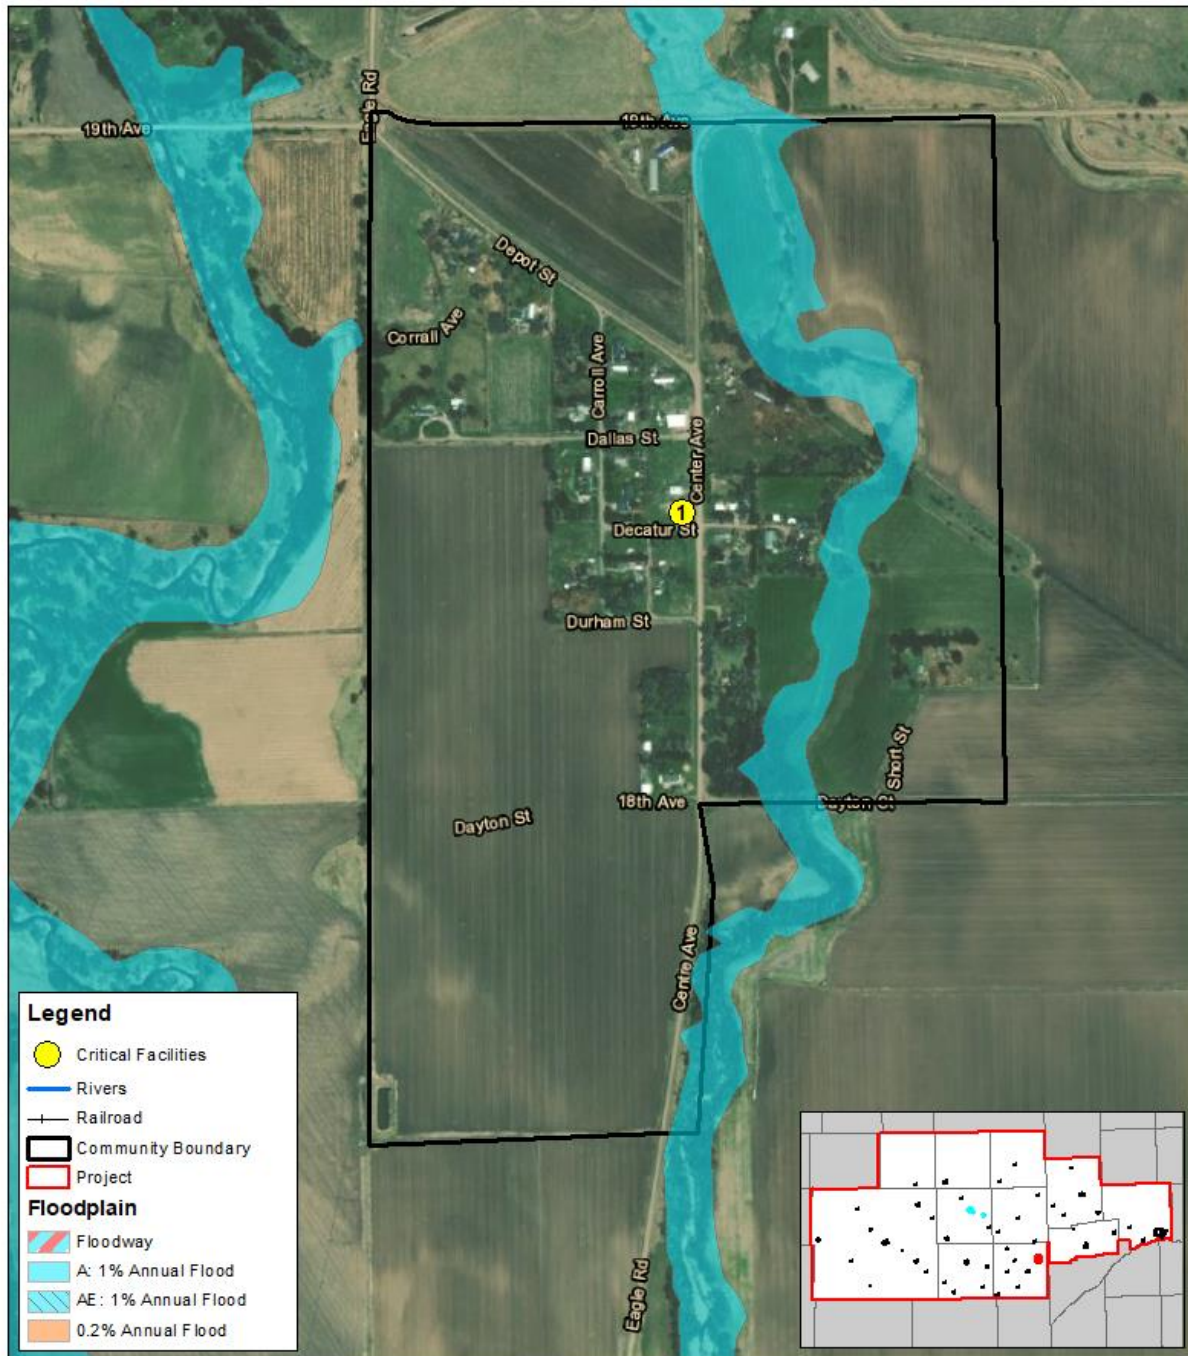 Eagle Rd
19th Ave
19th Ave
Depot St
Corrall Ave
Carroll Ave
Dallas St
Center Ave
1
Decatur St
Durham St
Short St
18th Ave
Dayton St
Dayton St
Centre Ave
Eagle Rd
Legend
Critical Facilities
Rivers
Railroad
Community Boundary
Project
Floodplain
Floodway
A: 1% Annual Flood
AE: 1% Annual Flood
0.2% Annual Flood